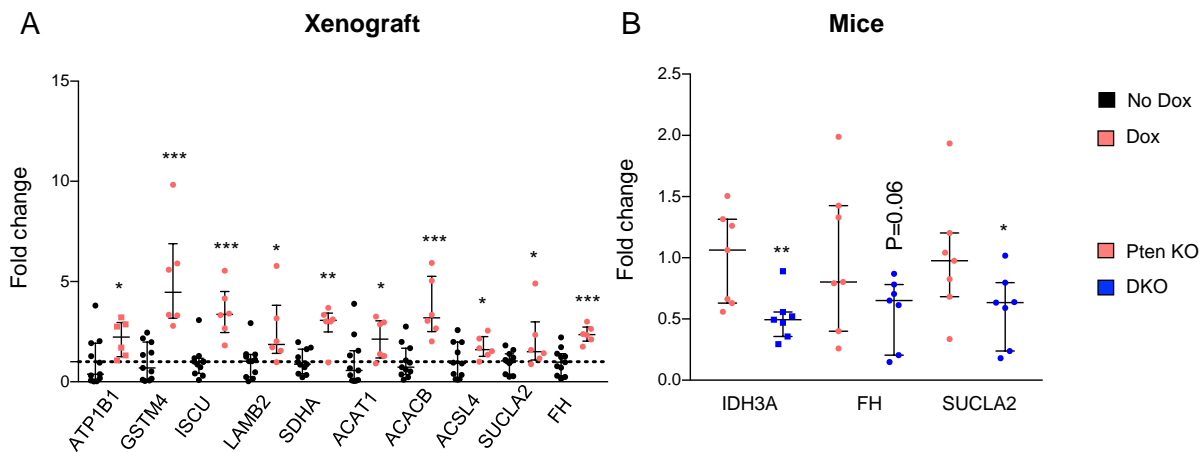 A
Xenograft
Fold change
15
10
5
0
*
***
***
*
**
*
***
*
*
***
ATP1B1
GSTM4
ISCU
LAMB2
SDHA
ACAT1
ACACB
ACSL4
SUCLA2
FH
B
Mice
Fold change
2.5
2.0
1.5
1.0
0.5
0.0
**
P=0.06
*
IDH3A
FH
SUCLA2
No Dox
Dox
Pten KO
DKO